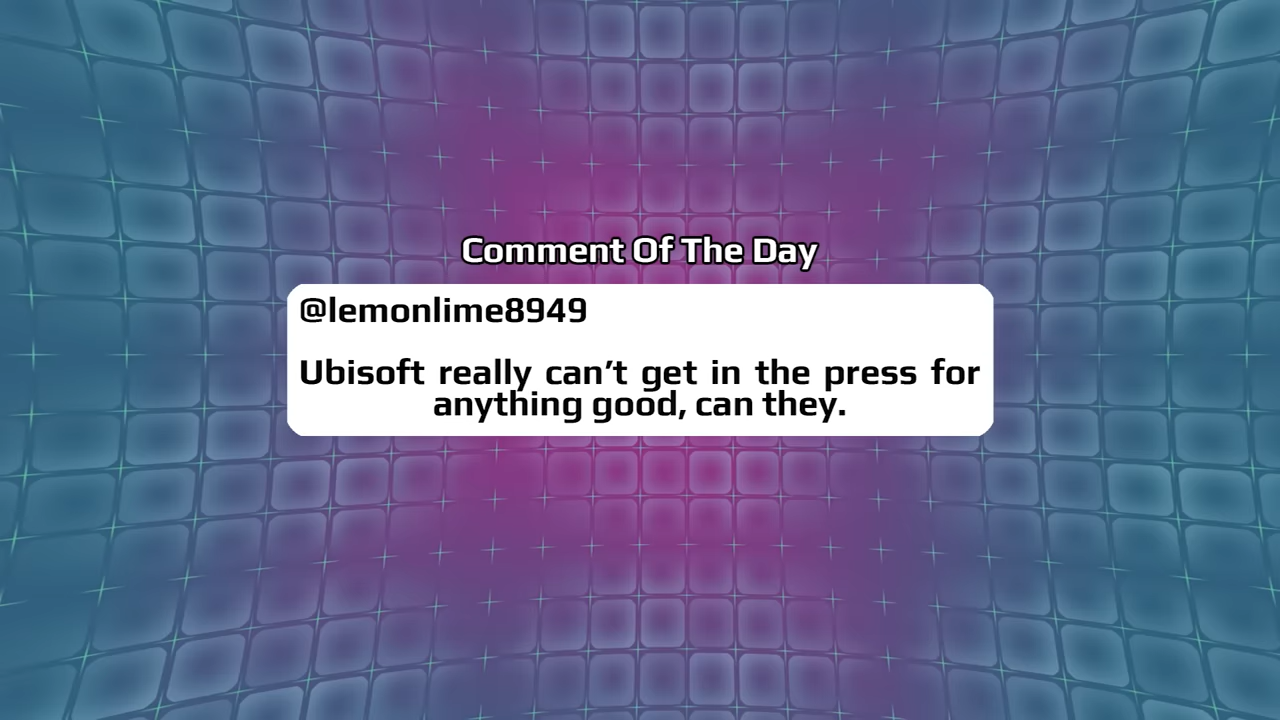 Comment Of The Day
@lemonlime8949
Ubisoft really can’t get in the press for
anything good, can they.